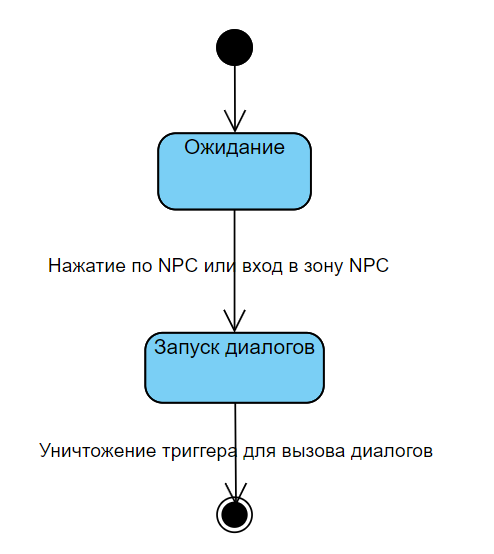 Ожидание
Нажатие по NPC или вход в зону NPC
Запуск диалогов
Уничтожение триггера для вызова диалогов